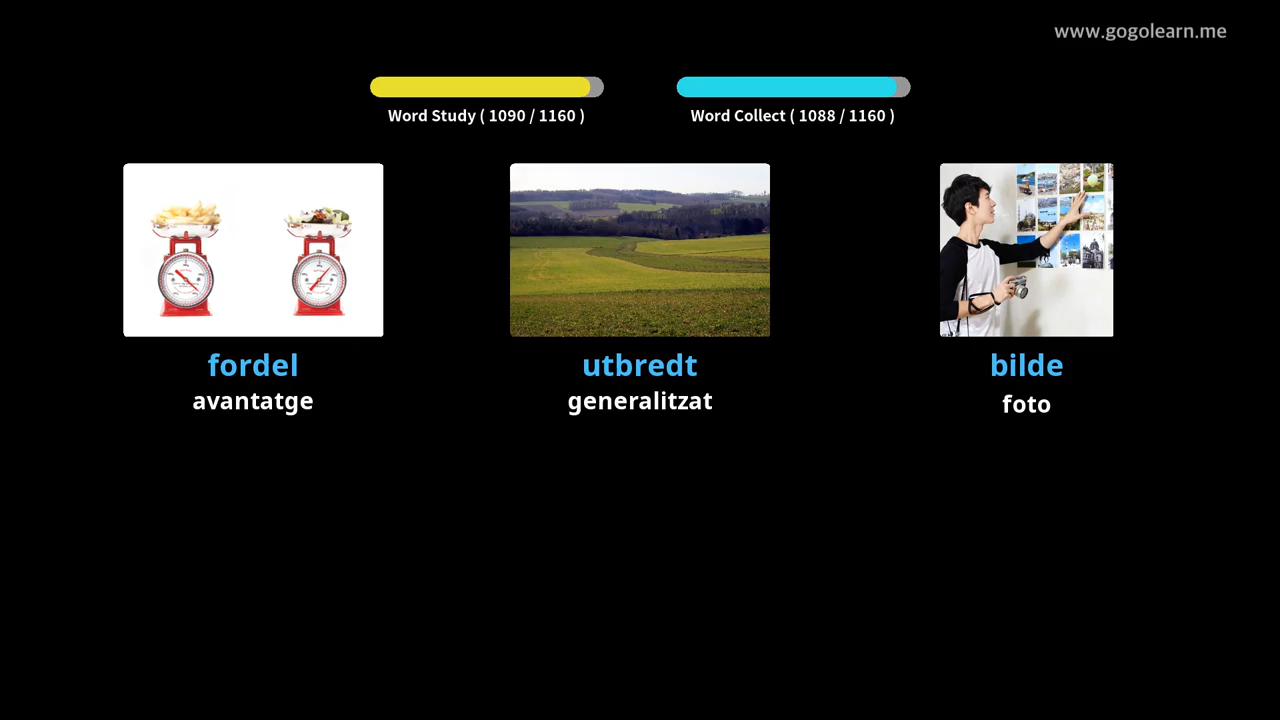 www.gogolearn.me
Word Study ( 1090 / 1160 )
Word Collect ( 1088 / 1160 )
fordel
avantatge
utbredt
generalitzat
bilde
foto